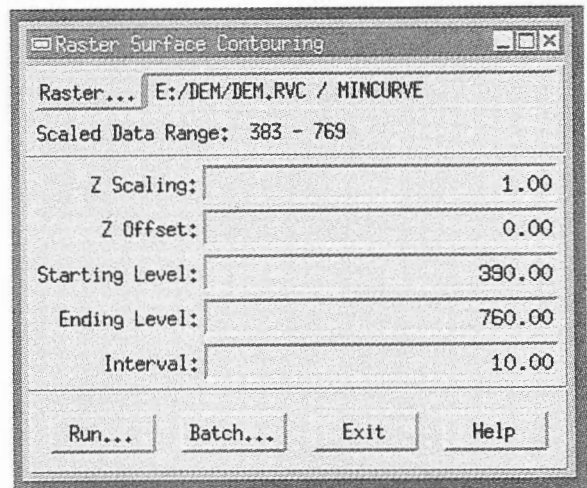 Raster Surface Contouring
Raster... E:/DEM/DEM.RVC / MINCURVE
Scaled Data Range: 383 - 769
Z Scaling: 1.00
Z Offset: 0.00
Starting Level: 390.00
Ending Level: 760.00
Interval: 10.00
Run... Batch... Exit Help